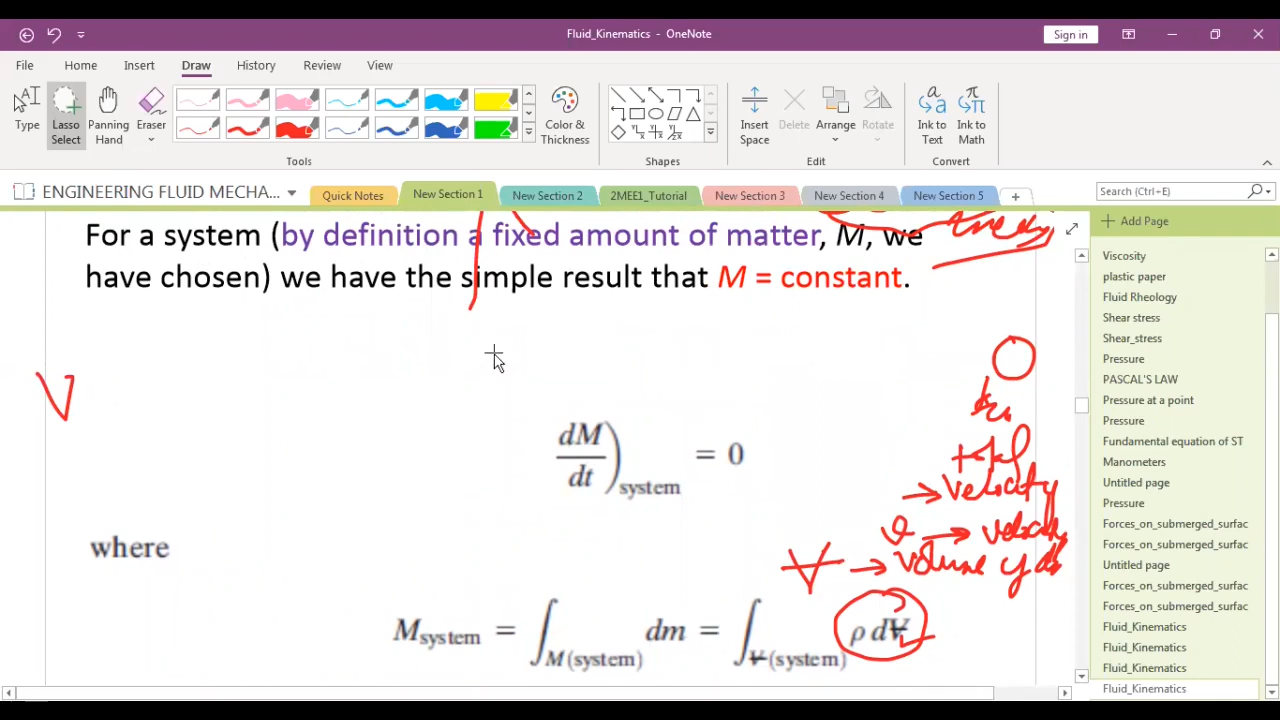 Fluid_Kinematics - OneNote
Sign in
File Home Insert Draw History Review View
Type
Lasso Select
Panning Hand
Eraser
Color & Thickness
Insert Space
Delete
Arrange
Rotate
Ink to Text
Ink to Math
Tools
Shapes
Edit
Convert
ENGINEERING FLUID MECHA...
Quick Notes
New Section 1
New Section 2
2MEE1_Tutorial
New Section 3
New Section 4
New Section 5
Search (Ctrl+E)
For a system (by definition a fixed amount of matter, M, we
have chosen) we have the simple result that M = constant.
V
total
→ velocity
→ volume
dM/dt)system = 0
where
Msystem = ∫M(system) dm = ∫V̶(system) ρ dV̶
Add Page
Viscosity
plastic paper
Fluid Rheology
Shear stress
Shear_stress
Pressure
PASCAL'S LAW
Pressure at a point
Pressure
Fundamental equation of ST
Manometers
Untitled page
Pressure
Forces_on_submerged_surfac
Forces_on_submerged_surfac
Untitled page
Forces_on_submerged_surfac
Forces_on_submerged_surfac
Fluid_Kinematics
Fluid_Kinematics
Fluid_Kinematics
Fluid_Kinematics